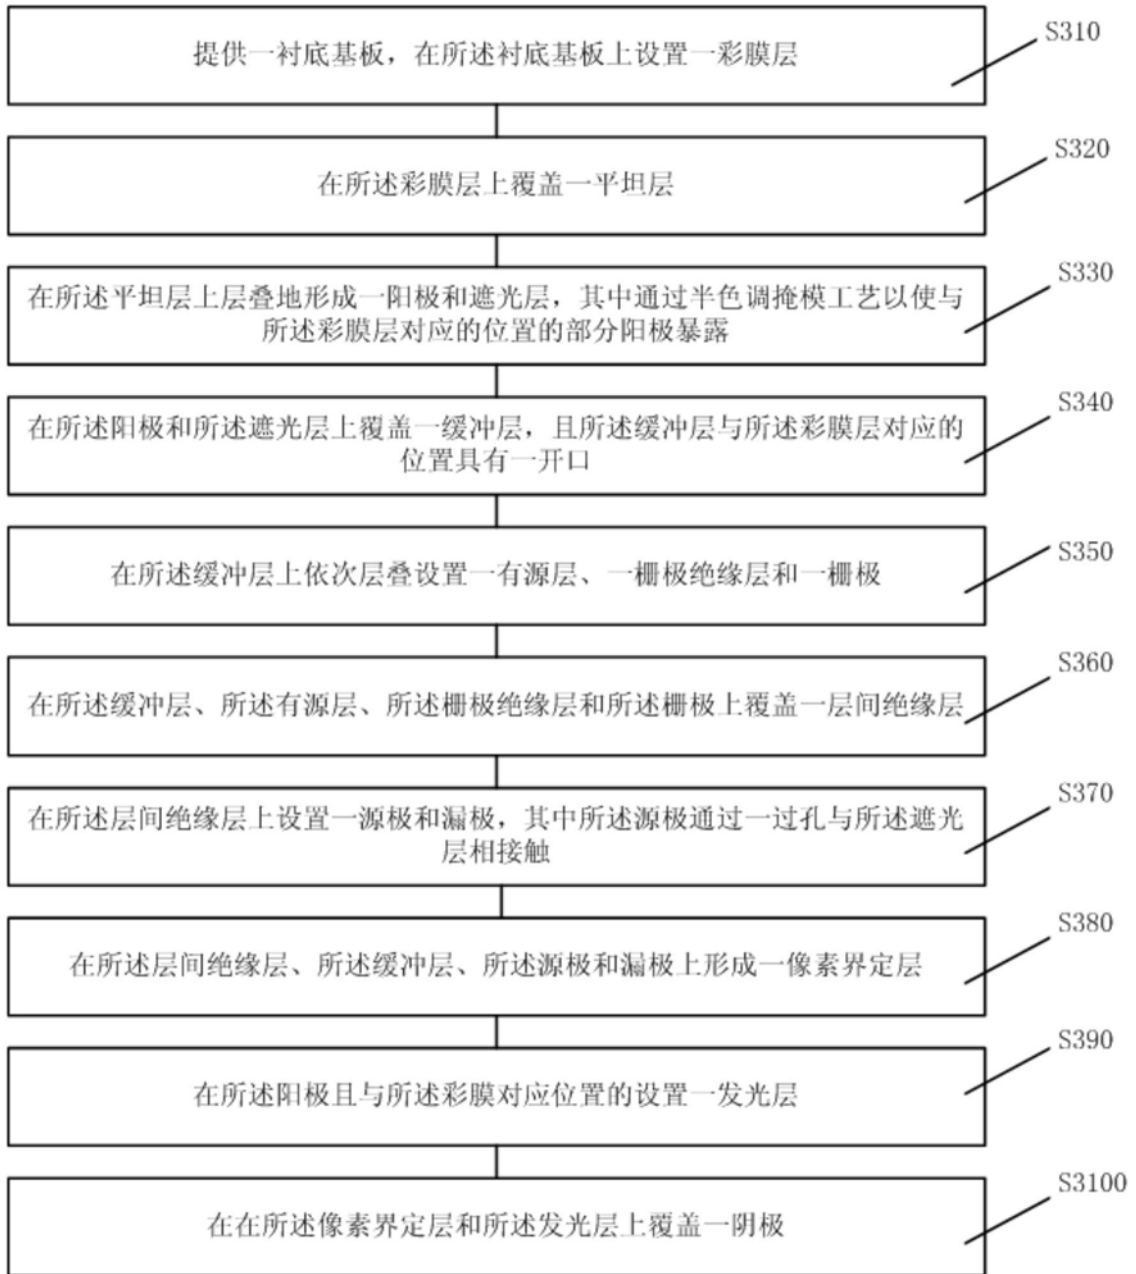 提供一衬底基板，在所述衬底基板上设置一彩膜层
S310
在所述彩膜层上覆盖一平坦层
S320
在所述平坦层上层叠地形成一阳极和遮光层，其中通过半色调掩模工艺以使与
所述彩膜层对应的位置的部分阳极暴露
S330
在所述阳极和所述遮光层上覆盖一缓冲层，且所述缓冲层与所述彩膜层对应的
位置具有一开口
S340
在所述缓冲层上依次层叠设置一有源层、一栅极绝缘层和一栅极
S350
在所述缓冲层、所述有源层、所述栅极绝缘层和所述栅极上覆盖一层间绝缘层
S360
在所述层间绝缘层上设置一源极和漏极，其中所述源极通过一过孔与所述遮光
层相接触
S370
在所述层间绝缘层、所述缓冲层、所述源极和漏极上形成一像素界定层
S380
在所述阳极且与所述彩膜对应位置的设置一发光层
S390
在在所述像素界定层和所述发光层上覆盖一阴极
S3100